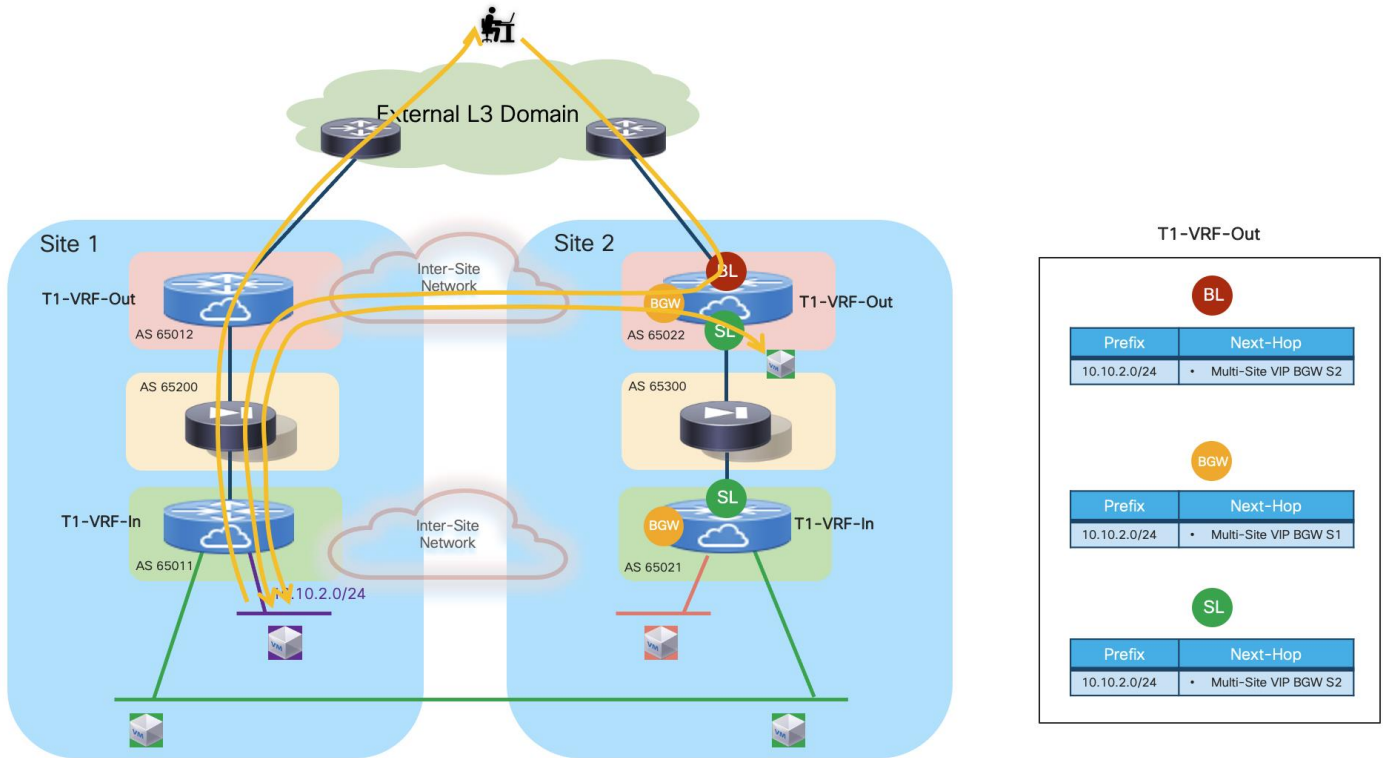 External L3 Domain
Site 1
Site 2
Inter-Site
Network
T1-VRF-Out
BL
BGW
SL
T1-VRF-Out
AS 65012
AS 65022
AS 65200
AS 65300
T1-VRF-In
Inter-Site
Network
SL
BGW
T1-VRF-In
AS 65011
AS 65021
10.10.2.0/24
VM
VM
VM
VM
VM
T1-VRF-Out
BL
Prefix Next-Hop
10.10.2.0/24 • Multi-Site VIP BGW S2
BGW
Prefix Next-Hop
10.10.2.0/24 • Multi-Site VIP BGW S1
SL
Prefix Next-Hop
10.10.2.0/24 • Multi-Site VIP BGW S2